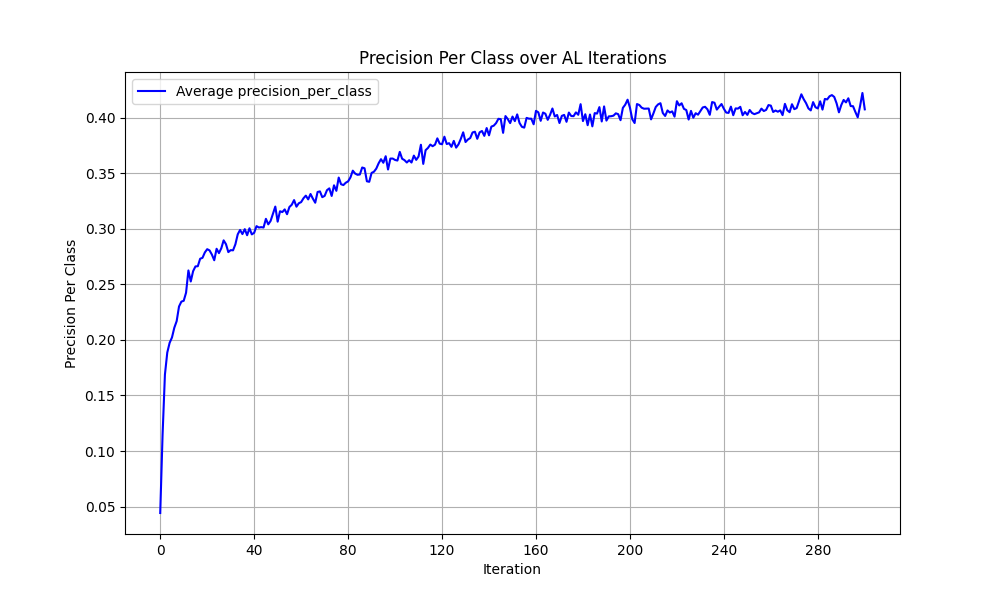 Precision Per Class over AL Iterations
Average precision_per_class
0.40
0.35
0.30
0.25
0.20
0.15
0.10
0.05
Precision Per Class
0 40 80 120 160 200 240 280
Iteration